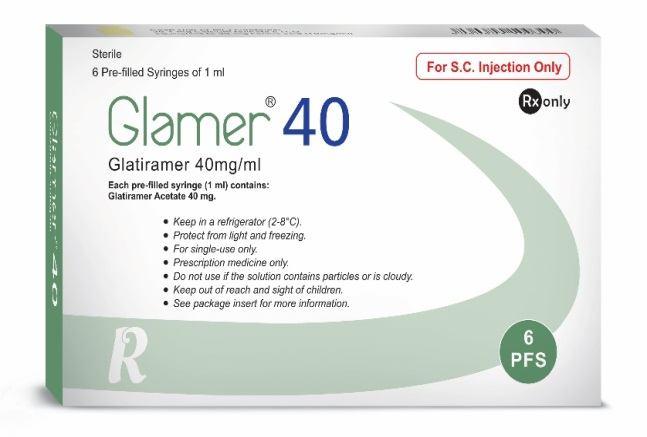 Sterile
6 Pre-filled Syringes of 1 ml
For S.C. Injection Only
Rx only
Glamer® 40
Glatiramer 40mg/ml
Each pre-filled syringe (1 ml) contains:
Glatiramer Acetate 40 mg.
• Keep in a refrigerator (2-8°C).
• Protect from light and freezing.
• For single-use only.
• Prescription medicine only.
• Do not use if the solution contains particles or is cloudy.
• Keep out of reach and sight of children.
• See package insert for more information.
R
6
PFS
Glamer® 40